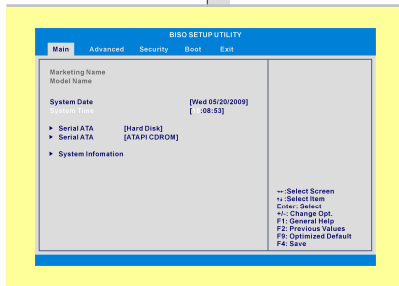 BISO SETUP UTILITY
Main Advanced Security Boot Exit
Marketing Name
Model Name
System Date [Wed 05/20/2009]
System Time [ :08:53]
Serial ATA [Hard Disk]
Serial ATA [ATAPI CDROM]
System Infomation
:Select Screen
:Select Item
Enter: Select
+/-: Change Opt.
F1: General Help
F2: Previous Values
F9: Optimized Default
F4: Save